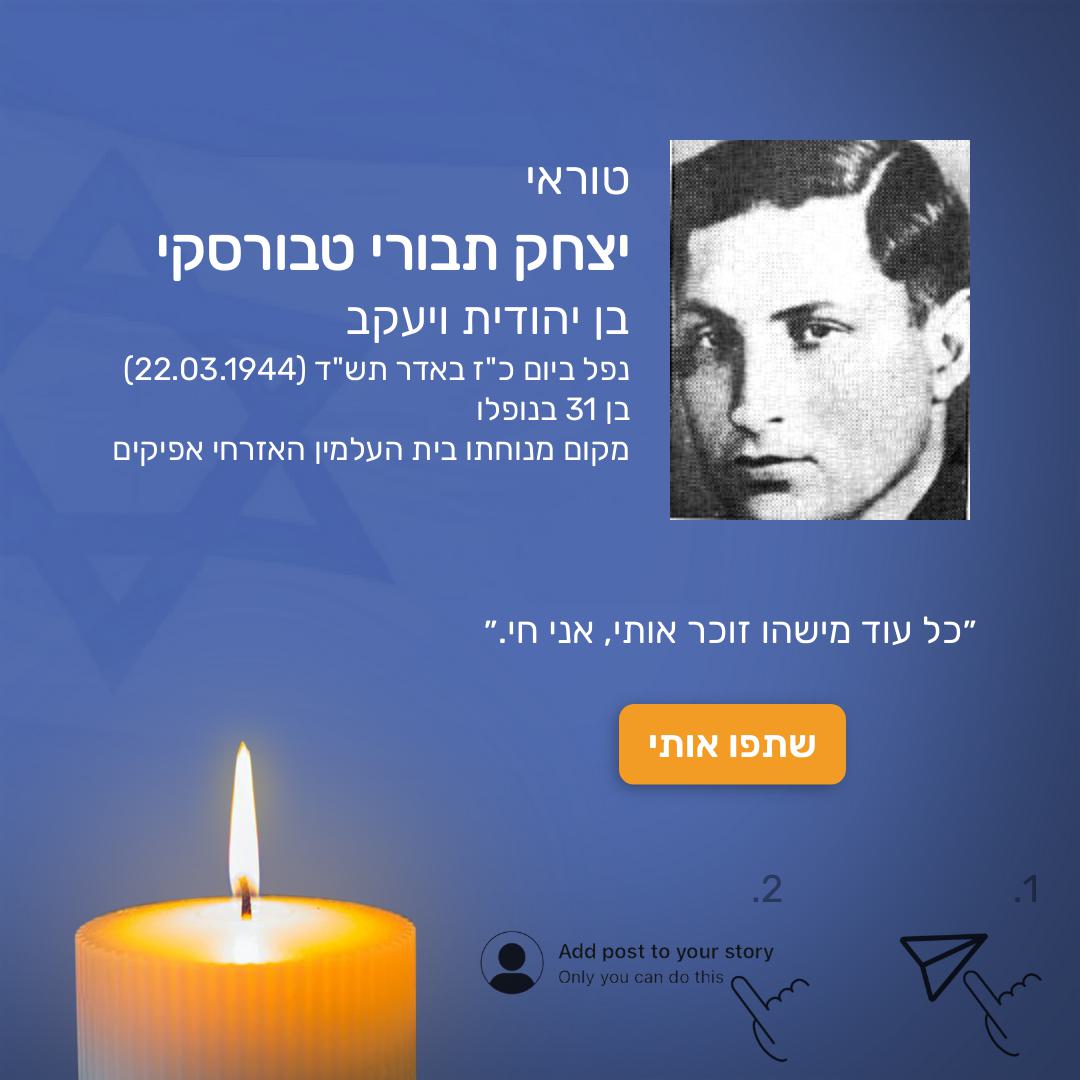 טוראי
יצחק תבורי טבורסקי
בן יהודית ויעקב
נפל ביום כ"ז באדר תש"ד (22.03.1944)
בן 31 בנופלו
מקום מנוחתו בית העלמין האזרחי אפיקים
״כל עוד מישהו זוכר אותי, אני חי.״
שתפו אותי
1.
2.
Add post to your story
Only you can do this